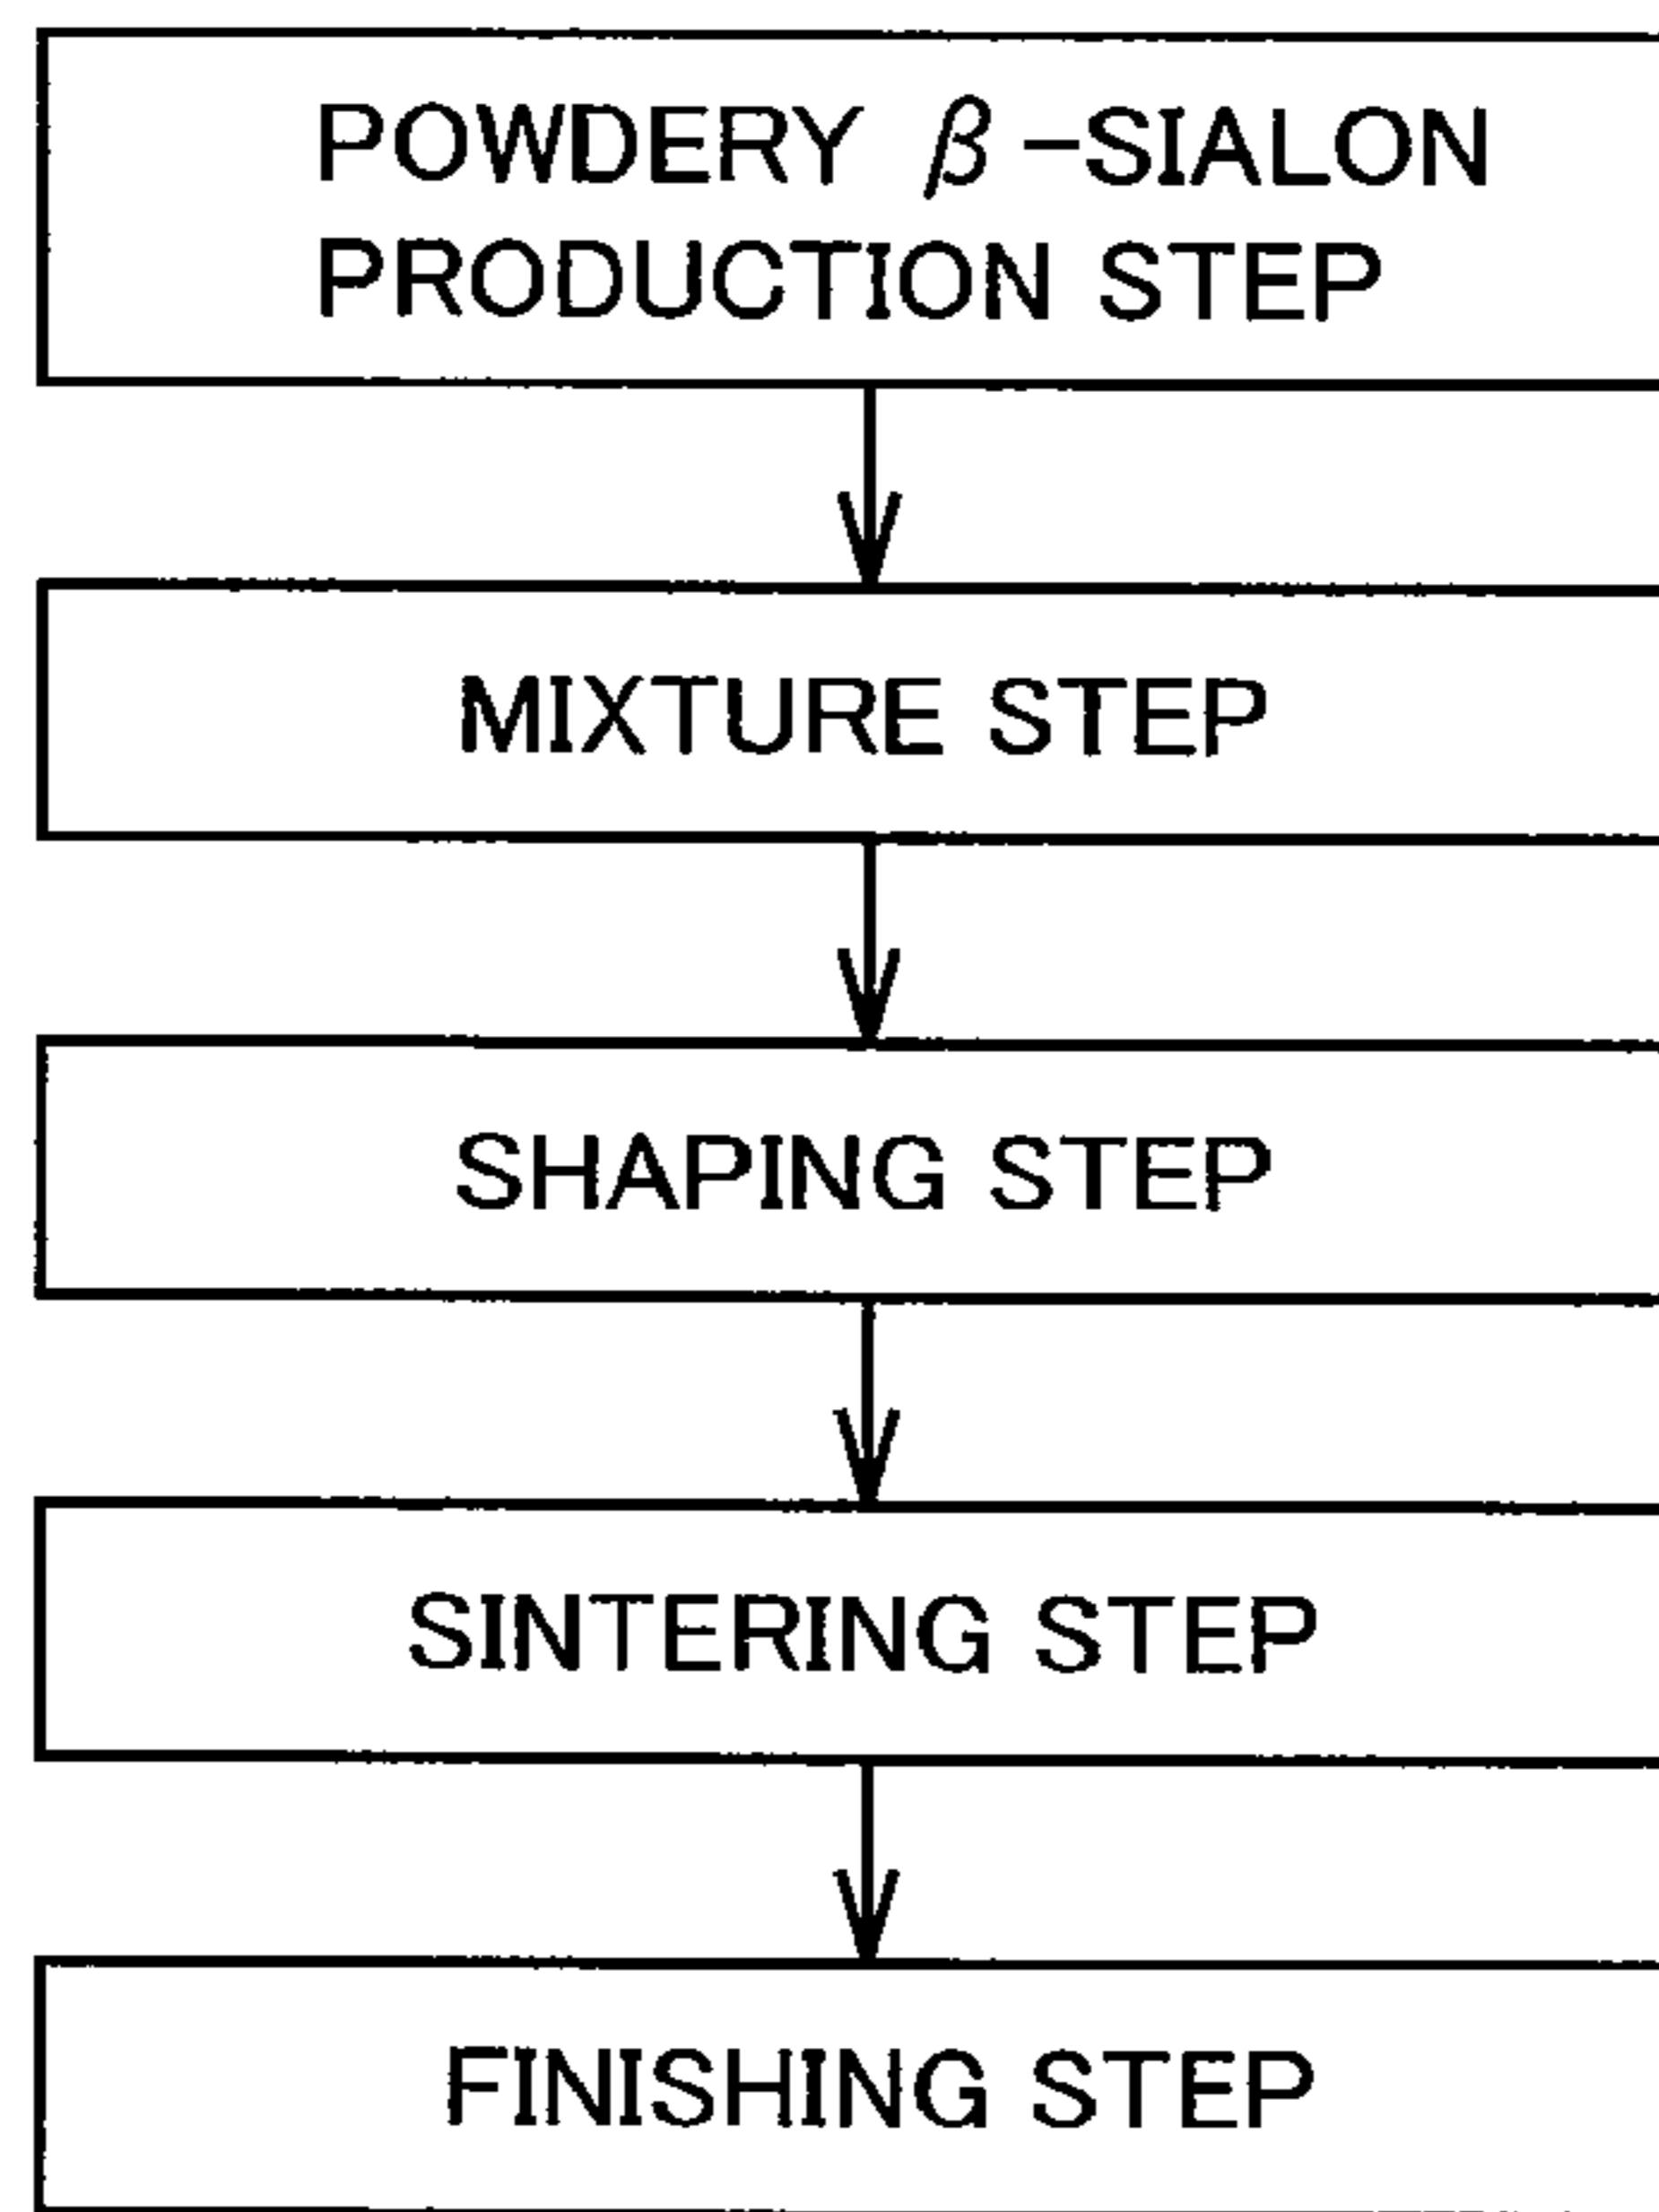 POWDERY β-SIALON
PRODUCTION STEP
MIXTURE STEP
SHAPING STEP
SINTERING STEP
FINISHING STEP